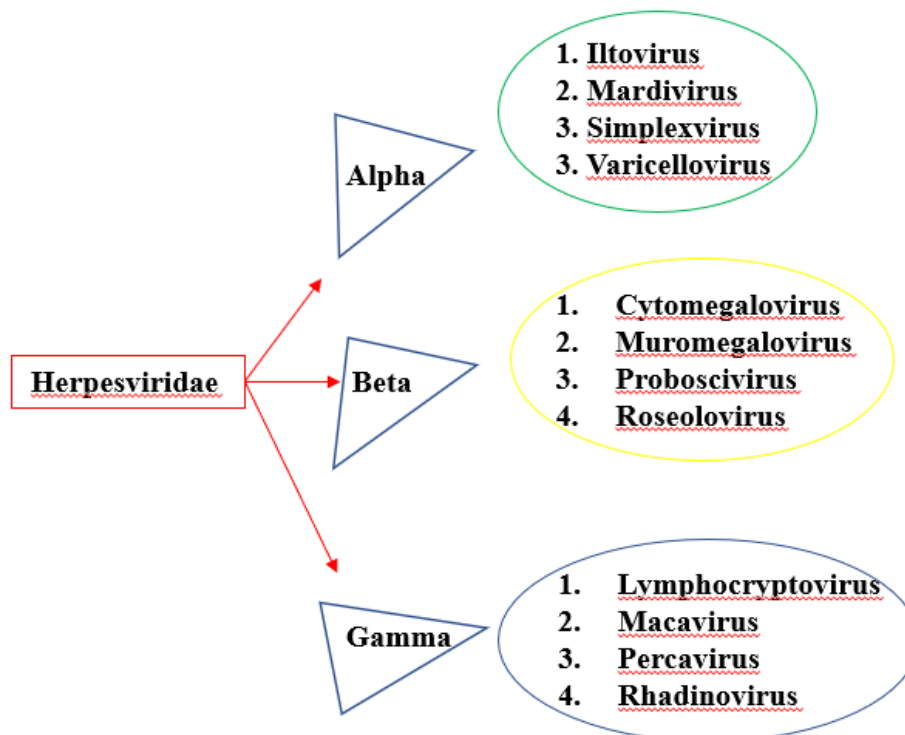 1. Iltovirus
2. Mardivirus
3. Simplexvirus
3. Varicellovirus
Alpha
1. Cytomegalovirus
2. Muromegalovirus
3. Proboscivirus
4. Roseolovirus
Herpesviridae
Beta
1. Lymphocryptovirus
2. Macavirus
3. Percavirus
4. Rhadinovirus
Gamma